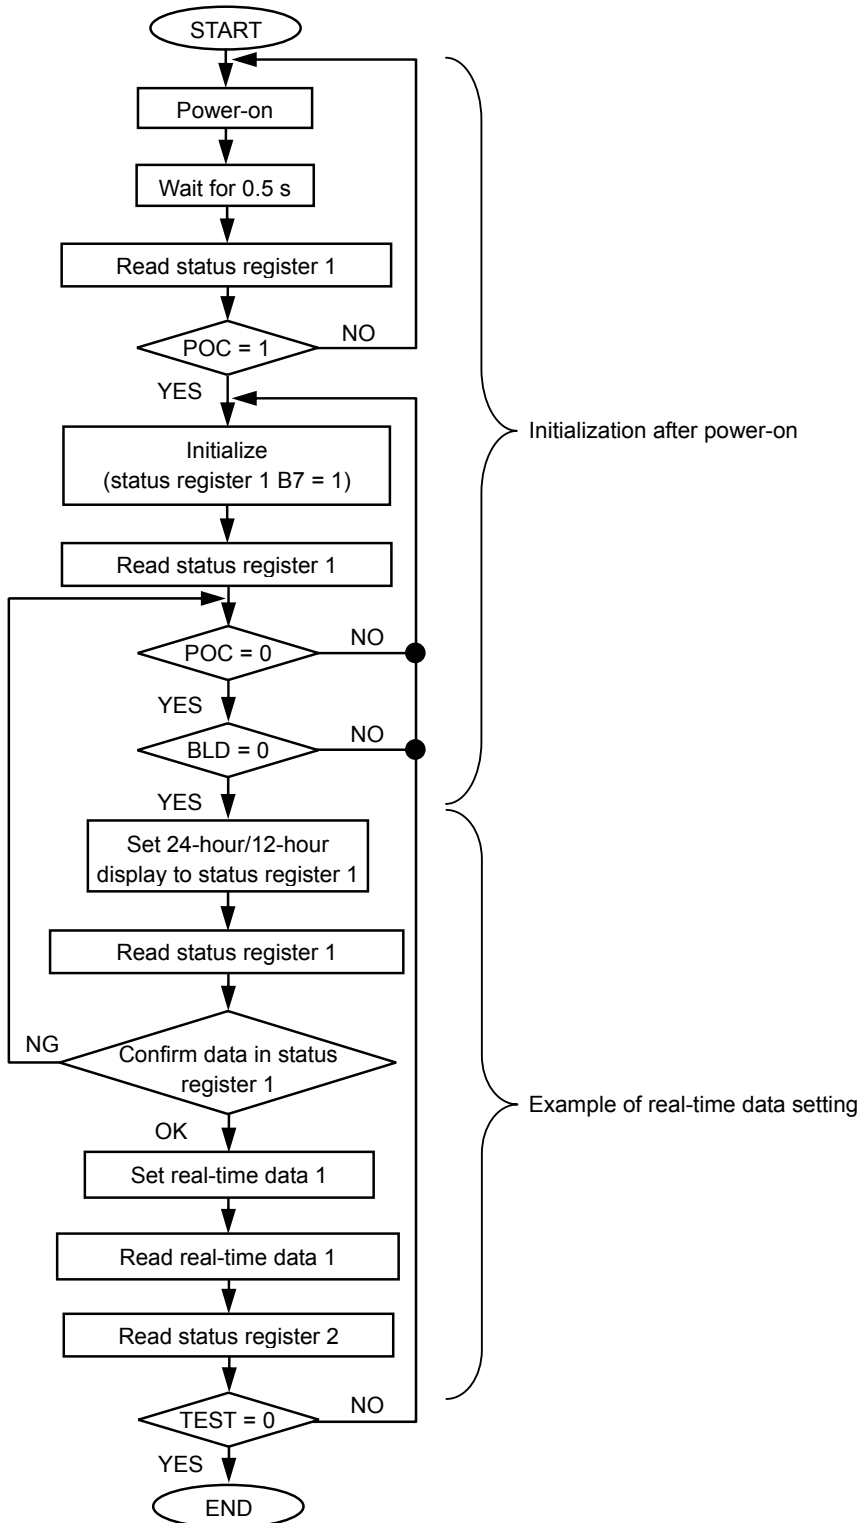 START
Power-on
Wait for 0.5 s
Read status register 1
NO
POC = 1
YES
Initialize
(status register 1 B7 = 1)
Initialization after power-on
Read status register 1
NO
POC = 0
YES
NO
BLD = 0
YES
Set 24-hour/12-hour
display to status register 1
Read status register 1
NG
Confirm data in status
register 1
Example of real-time data setting
OK
Set real-time data 1
Read real-time data 1
Read status register 2
NO
TEST = 0
YES
END